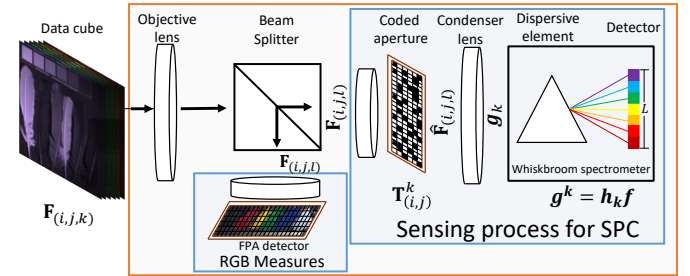 Data cube
Objective
lens
Beam
Splitter
Coded
aperture
Condenser
lens
Dispersive
element
Detector
F(i,j,l)
F̂(i,j,l)
g_k
L
F(i,j,l)
Whiskbroom spectrometer
F(i,j,k)
T^k_(i,j)
g^k = h_k f
FPA detector
RGB Measures
Sensing process for SPC